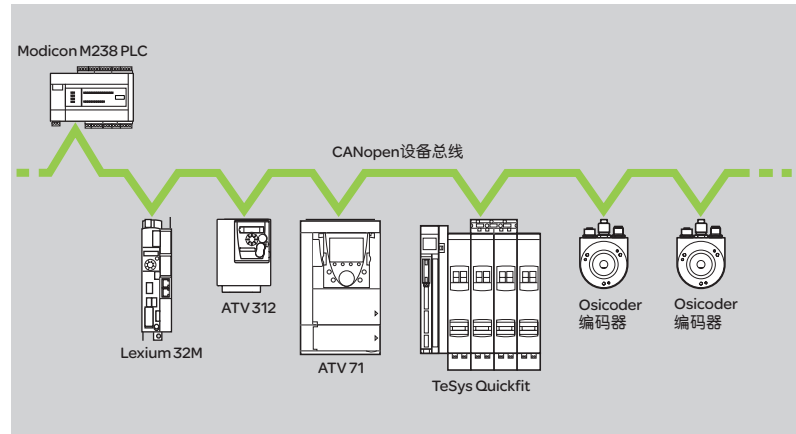 Modicon M238 PLC
CANopen设备总线
Lexium 32M
ATV 312
ATV 71
TeSys Quickfit
Osicoder
编码器
Osicoder
编码器